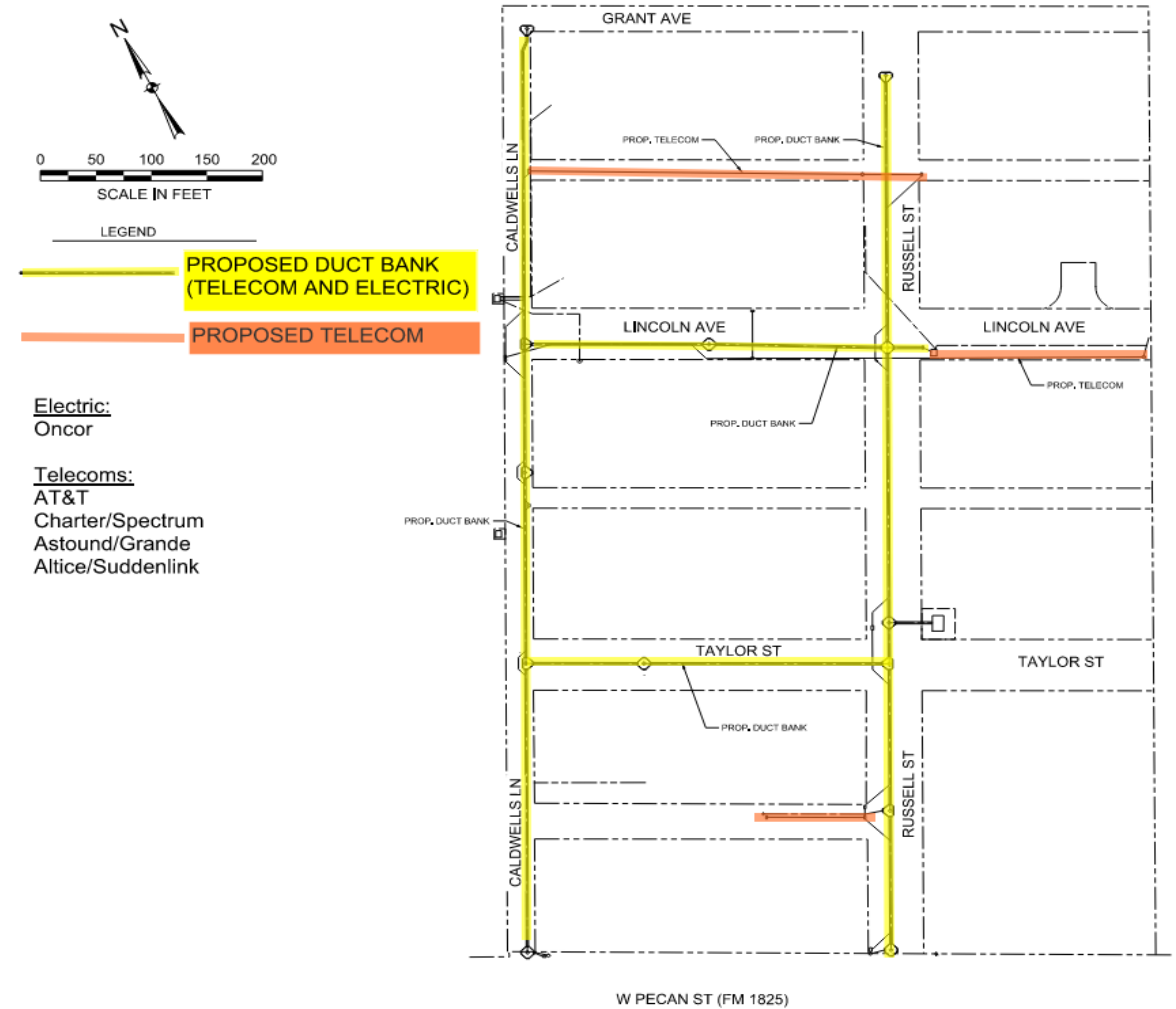 GRANT AVE
N
0 50 100 150 200
SCALE IN FEET
LEGEND
PROPOSED DUCT BANK
(TELECOM AND ELECTRIC)
PROPOSED TELECOM
Electric:
Oncor
Telecoms:
AT&T
Charter/Spectrum
Astound/Grande
Altice/Suddenlink
PROP. TELECOM
PROP. DUCT BANK
CALDWELLS LN
RUSSELL ST
LINCOLN AVE
LINCOLN AVE
PROP. TELECOM
PROP. DUCT BANK
PROP. DUCT BANK
TAYLOR ST
TAYLOR ST
PROP. DUCT BANK
CALDWELLS LN
RUSSELL ST
W PECAN ST (FM 1825)